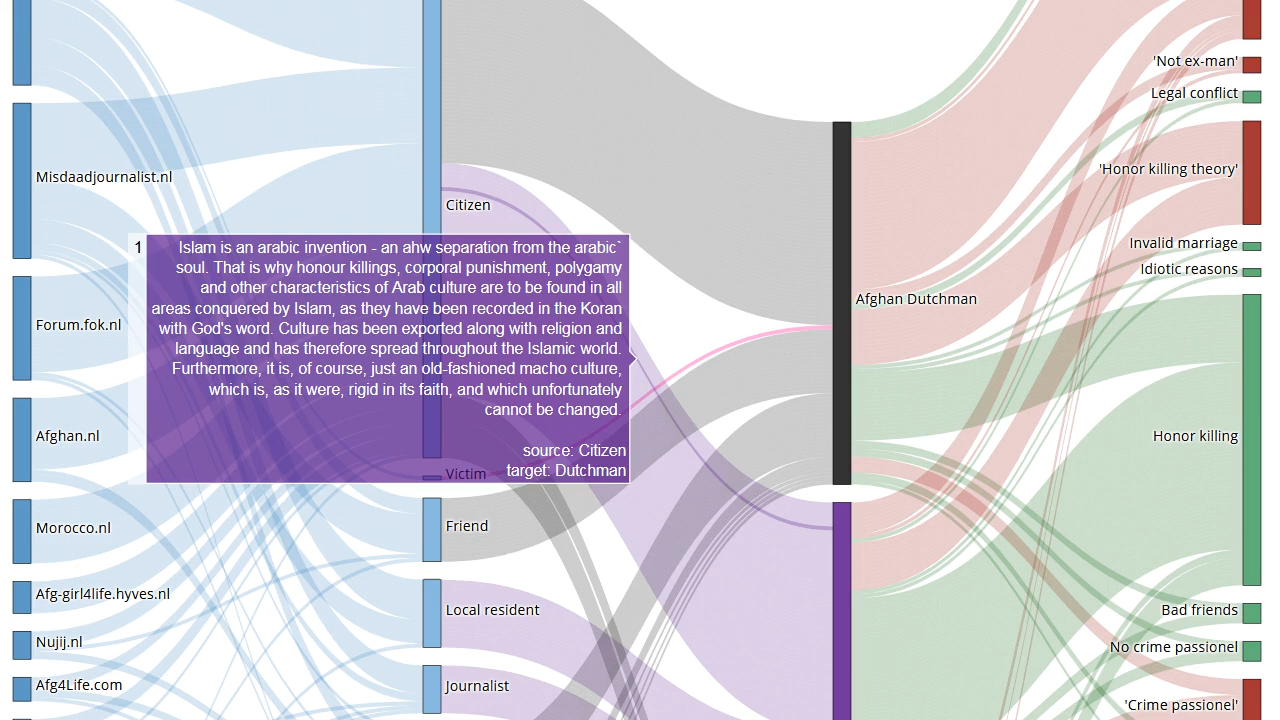 Misdaadjournalist.nl
Forum.fok.nl
Afghan.nl
Morocco.nl
Afg-girl4life.hyves.nl
Nujij.nl
Afg4Life.com
Citizen
1
Islam is an arabic invention - an ahw separation from the arabic`
soul. That is why honour killings, corporal punishment, polygamy
and other characteristics of Arab culture are to be found in all
areas conquered by Islam, as they have been recorded in the Koran
with God's word. Culture has been exported along with religion and
language and has therefore spread throughout the Islamic world.
Furthermore, it is, of course, just an old-fashioned macho culture,
which is, as it were, rigid in its faith, and which unfortunately
cannot be changed.
source: Citizen
target: Dutchman
Victim
Friend
Local resident
Journalist
Afghan Dutchman
'Not ex-man'
Legal conflict
'Honor killing theory'
Invalid marriage
Idiotic reasons
Honor killing
Bad friends
No crime passionel
'Crime passionel'